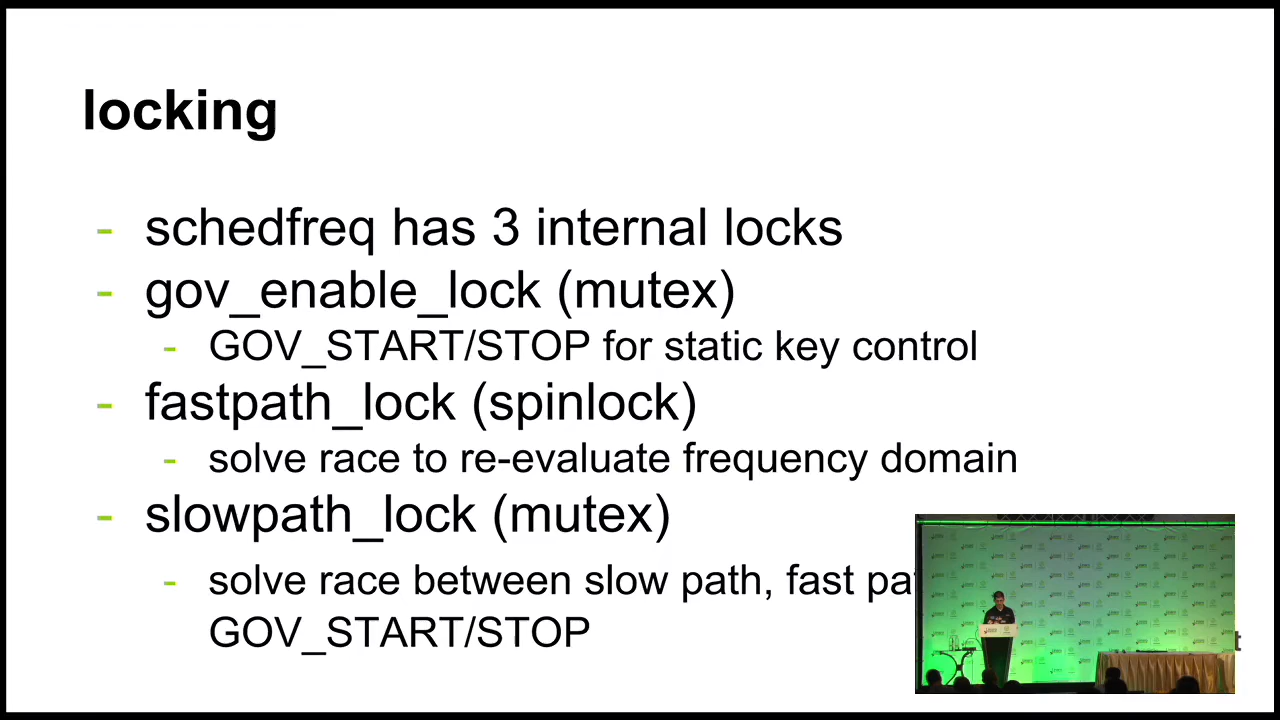 locking
- schedfreq has 3 internal locks
- gov_enable_lock (mutex)
- GOV_START/STOP for static key control
- fastpath_lock (spinlock)
- solve race to re-evaluate frequency domain
- slowpath_lock (mutex)
- solve race between slow path, fast
GOV_START/STOP